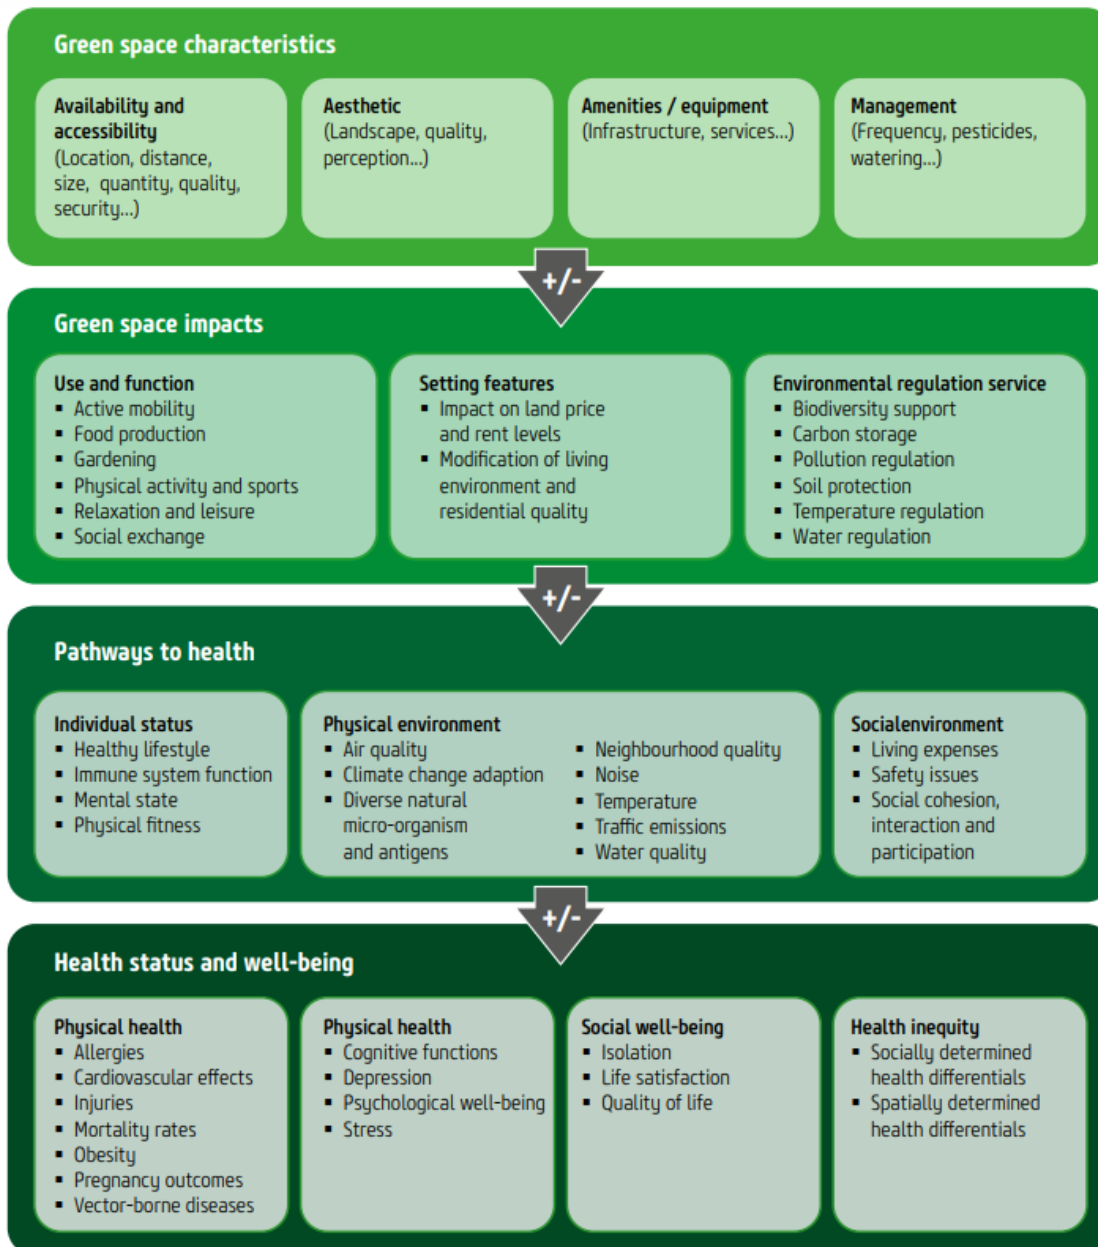 Green space characteristics
Availability and
accessibility
(Location, distance,
size, quantity, quality,
security...)
Aesthetic
(Landscape, quality,
perception...)
Amenities / equipment
(Infrastructure, services...)
Management
(Frequency, pesticides,
watering...)
+/-
Green space impacts
Use and function
▪ Active mobility
▪ Food production
▪ Gardening
▪ Physical activity and sports
▪ Relaxation and leisure
▪ Social exchange
Setting features
▪ Impact on land price
and rent levels
▪ Modification of living
environment and
residential quality
Environmental regulation service
▪ Biodiversity support
▪ Carbon storage
▪ Pollution regulation
▪ Soil protection
▪ Temperature regulation
▪ Water regulation
+/-
Pathways to health
Individual status
▪ Healthy lifestyle
▪ Immune system function
▪ Mental state
▪ Physical fitness
Physical environment
▪ Air quality
▪ Climate change adaption
▪ Diverse natural
micro-organism
and antigens
▪ Neighbourhood quality
▪ Noise
▪ Temperature
▪ Traffic emissions
▪ Water quality
Socialenvironment
▪ Living expenses
▪ Safety issues
▪ Social cohesion,
interaction and
participation
+/-
Health status and well-being
Physical health
▪ Allergies
▪ Cardiovascular effects
▪ Injuries
▪ Mortality rates
▪ Obesity
▪ Pregnancy outcomes
▪ Vector-borne diseases
Physical health
▪ Cognitive functions
▪ Depression
▪ Psychological well-being
▪ Stress
Social well-being
▪ Isolation
▪ Life satisfaction
▪ Quality of life
Health inequity
▪ Socially determined
health differentials
▪ Spatially determined
health differentials